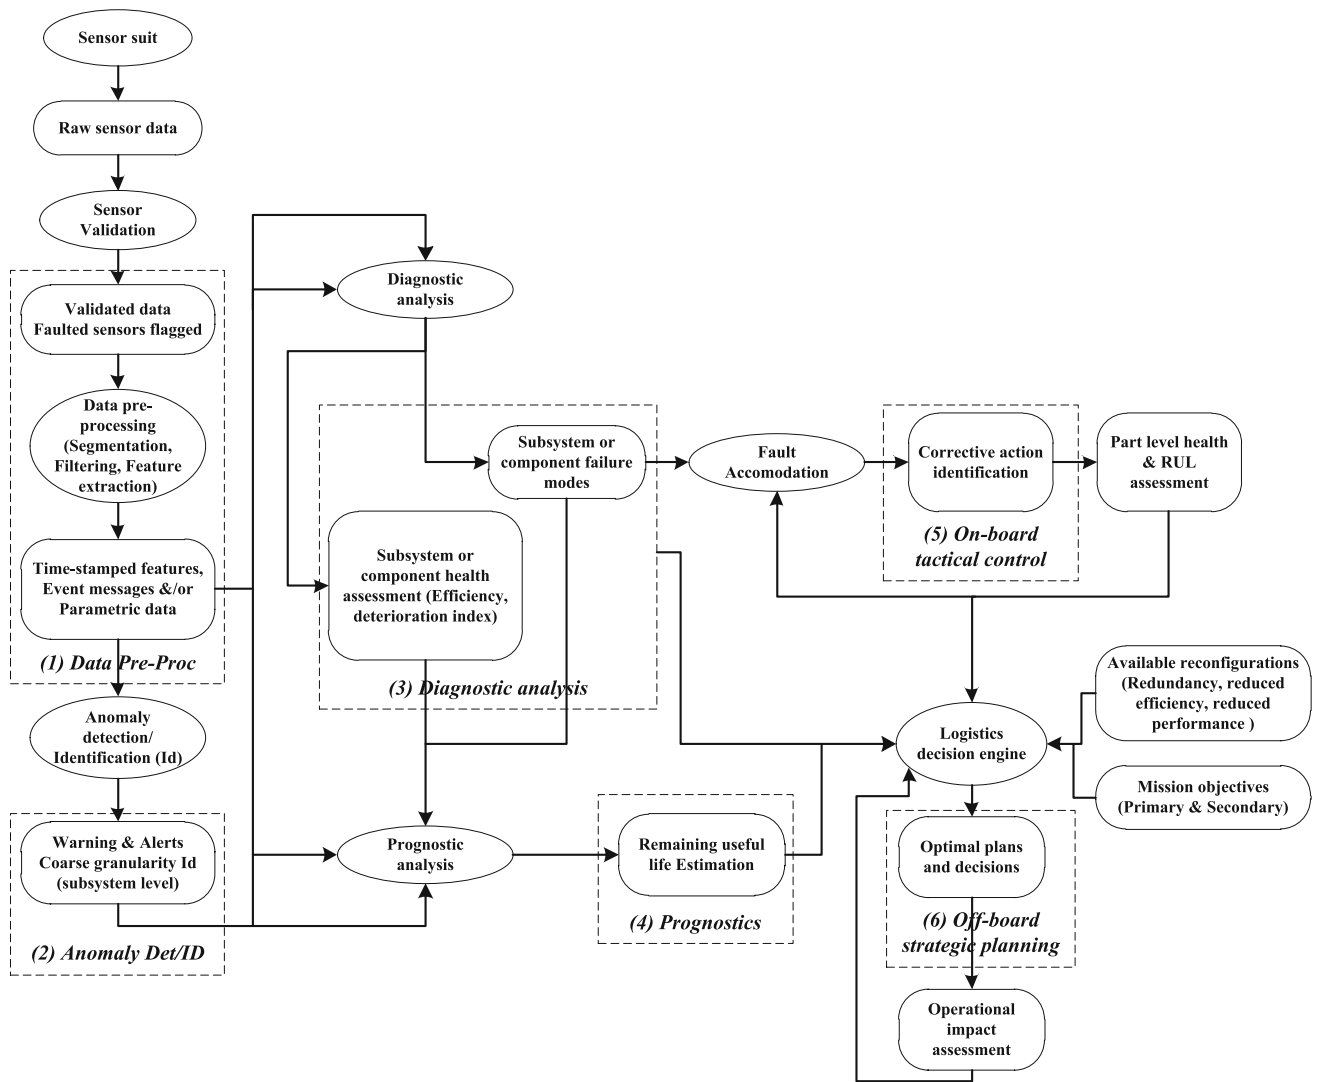 Sensor suit
Raw sensor data
Sensor
Validation
Validated data
Faulted sensors flagged
Data pre-
processing
(Segmentation,
Filtering, Feature
extraction)
Time-stamped features,
Event messages &/or
Parametric data
(1) Data Pre-Proc
Anomaly
detection/
Identification (Id)
Warning & Alerts
Coarse granularity Id
(subsystem level)
(2) Anomaly Det/ID
Diagnostic
analysis
Subsystem or
component failure
modes
Subsystem or
component health
assessment (Efficiency,
deterioration index)
(3) Diagnostic analysis
Prognostic
analysis
Remaining useful
life Estimation
(4) Prognostics
Fault
Accomodation
Corrective action
identification
(5) On-board
tactical control
Part level health
& RUL
assessment
Available reconfigurations
(Redundancy, reduced
efficiency, reduced
performance )
Logistics
decision engine
Mission objectives
(Primary & Secondary)
Optimal plans
and decisions
(6) Off-board
strategic planning
Operational
impact
assessment